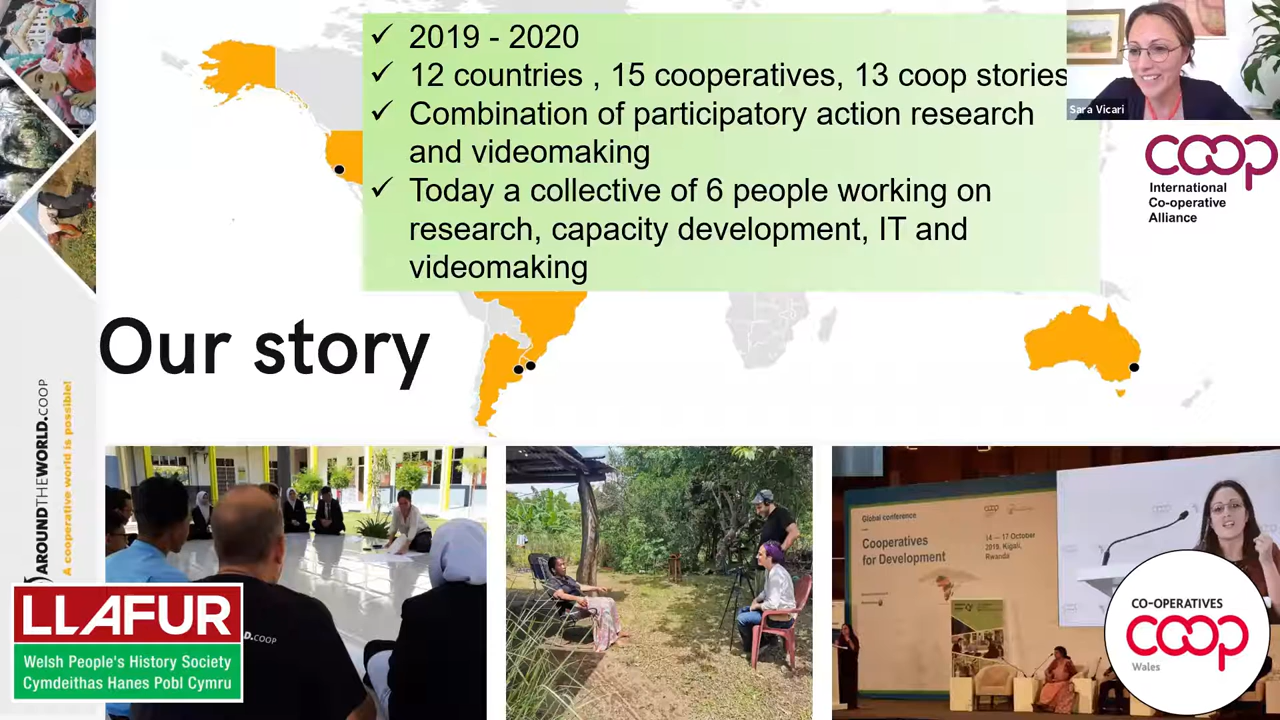 ✓ 2019 - 2020
✓ 12 countries , 15 cooperatives, 13 coop stories
✓ Combination of participatory action research
and videomaking
✓ Today a collective of 6 people working on
research, capacity development, IT and
videomaking
Sara Vicari
coop
International
Co-operative
Alliance
Our story
AROUNDTHEWORLD.COOP
A cooperative world is possible!
LLAFUR
Welsh People's History Society
Cymdeithas Hanes Pobl Cymru
D.COOP
Global conference
Cooperatives
for Development
14 — 17 October
2019, Kigali,
Rwanda
CO-OPERATIVES
coop
Wales